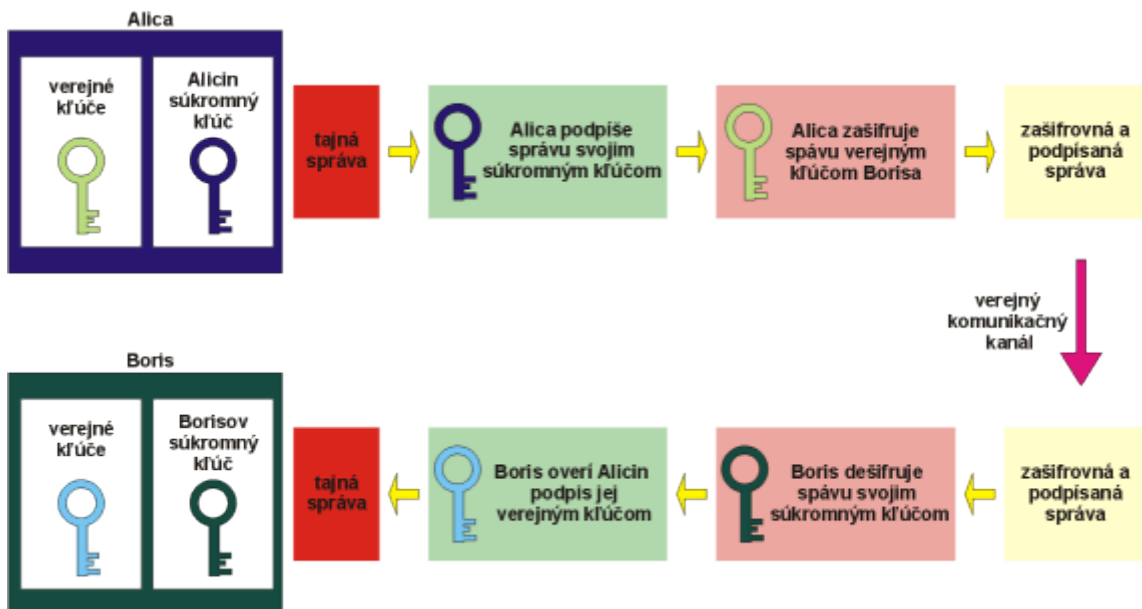 Alica
verejné
kľúče
Alicin
súkromný
kľúč
tajná
správa
Alica podpíše
správu svojim
súkromným kľúčom
Alica zašifruje
spávu verejným
kľúčom Borisa
zašifrovná a
podpísaná
správa
verejný
komunikačný
kanál
Boris
verejné
kľúče
Borisov
súkromný
kľúč
tajná
správa
Boris overí Alicin
podpis jej
verejným kľúčom
Boris dešifruje
spávu svojim
súkromným kľúčom
zašifrovná a
podpísaná
správa